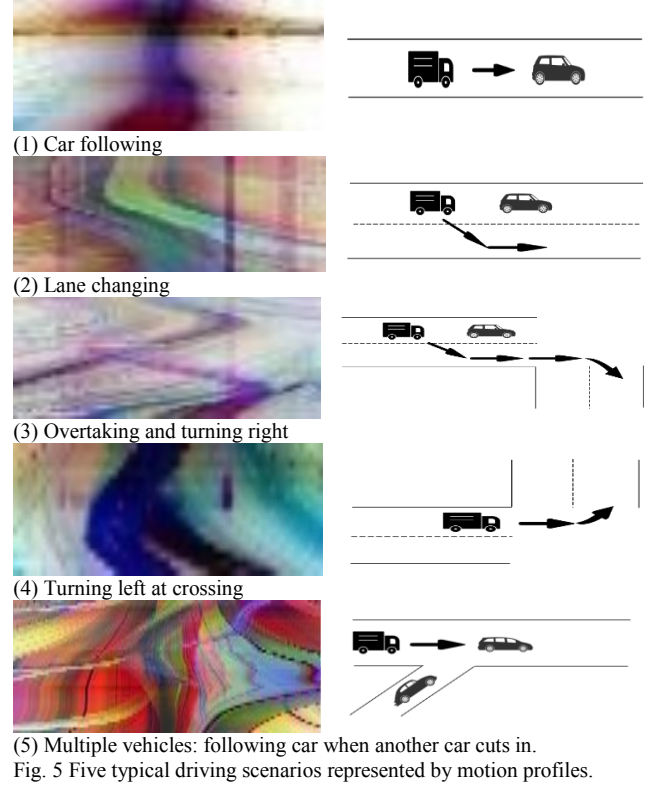 (1) Car following
(2) Lane changing
(3) Overtaking and turning right
(4) Turning left at crossing
(5) Multiple vehicles: following car when another car cuts in.
Fig. 5 Five typical driving scenarios represented by motion profiles.